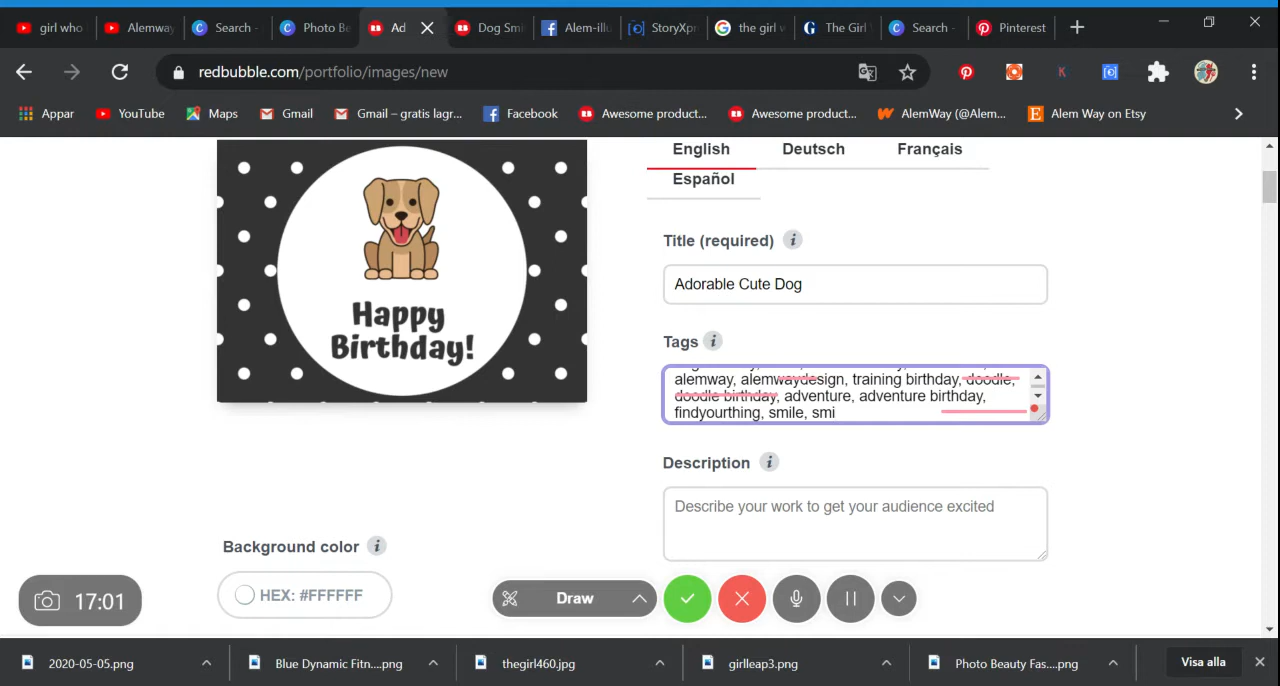 girl who
Alemway
Search -
Photo Be
Ad
Dog Smi
Alem-illu
StoryXpr
the girl w
The Girl
Search -
Pinterest
redbubble.com/portfolio/images/new
Appar
YouTube
Maps
Gmail
Gmail – gratis lagr...
Facebook
Awesome product...
Awesome product...
AlemWay (@Alem...
Alem Way on Etsy
English
Deutsch
Français
Español
Happy
Birthday!
Title (required)
Adorable Cute Dog
Tags
alemway, alemwaydesign, training birthday, doodle,
doodle birthday, adventure, adventure birthday,
findyourthing, smile, smi
Description
Describe your work to get your audience excited
Background color
HEX: #FFFFFF
17:01
Draw
2020-05-05.png
Blue Dynamic Fitn....png
thegirl460.jpg
girlleap3.png
Photo Beauty Fas....png
Visa alla